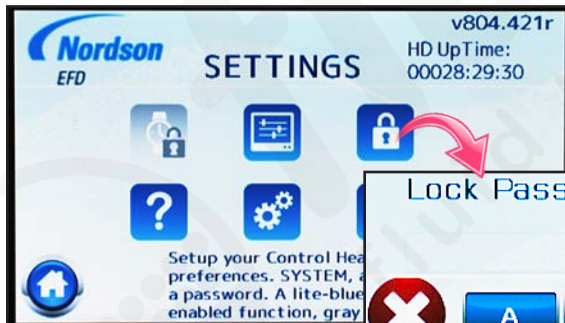 v804.421r
Nordson
EFD
SETTINGS
HD UpTime:
00028:29:30
?
Lock Pass
Setup your Control Hea
preferences. SYSTEM, a
a password. A lite-blue
enabled function, gray
A